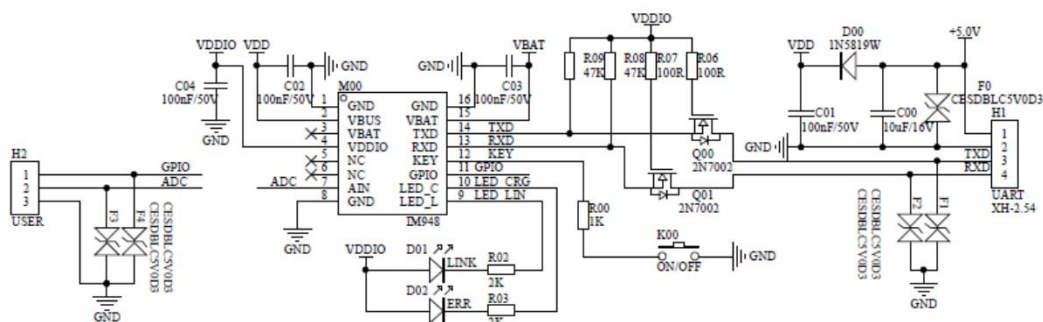 VDDIO
VDD
C02
100nF/50V
GND
C04
100nF/50V
GND
VBAT
GND
C03
100nF/50V
M00
1 GND GND 16
2 VBUS VBAT 15
3 VBAT TXD 14 TXD
4 VDDIO RXD 13 RXD
5 NC KEY 12 KEY
6 NC GPIO 11 GPIO
7 AIN LED_C 10 LED_CRG
8 GND LED_L 9 LED_LIN
IM948
ADC
GND
H2
1
2
3
USER
GPIO
ADC
F3
CESDBLC5V0D3
F4
CESDBLC5V0D3
GND
VDDIO
D01
LINK
R02
2K
D02
ERR
R03
2K
R00
1K
K00
ON/OFF
GND
VDDIO
R09
47K
R08
47K
R07
100R
R06
100R
Q00
2N7002
Q01
2N7002
D00
1N5819W
VDD
+5.0V
C01
100nF/50V
C00
10uF/16V
GND
F0
CESDBLC5V0D3
H1
1
2
3
4
TXD
RXD
UART
XH-2.54
F2
CESDBLC5V0D3
F1
CESDBLC5V0D3
GND